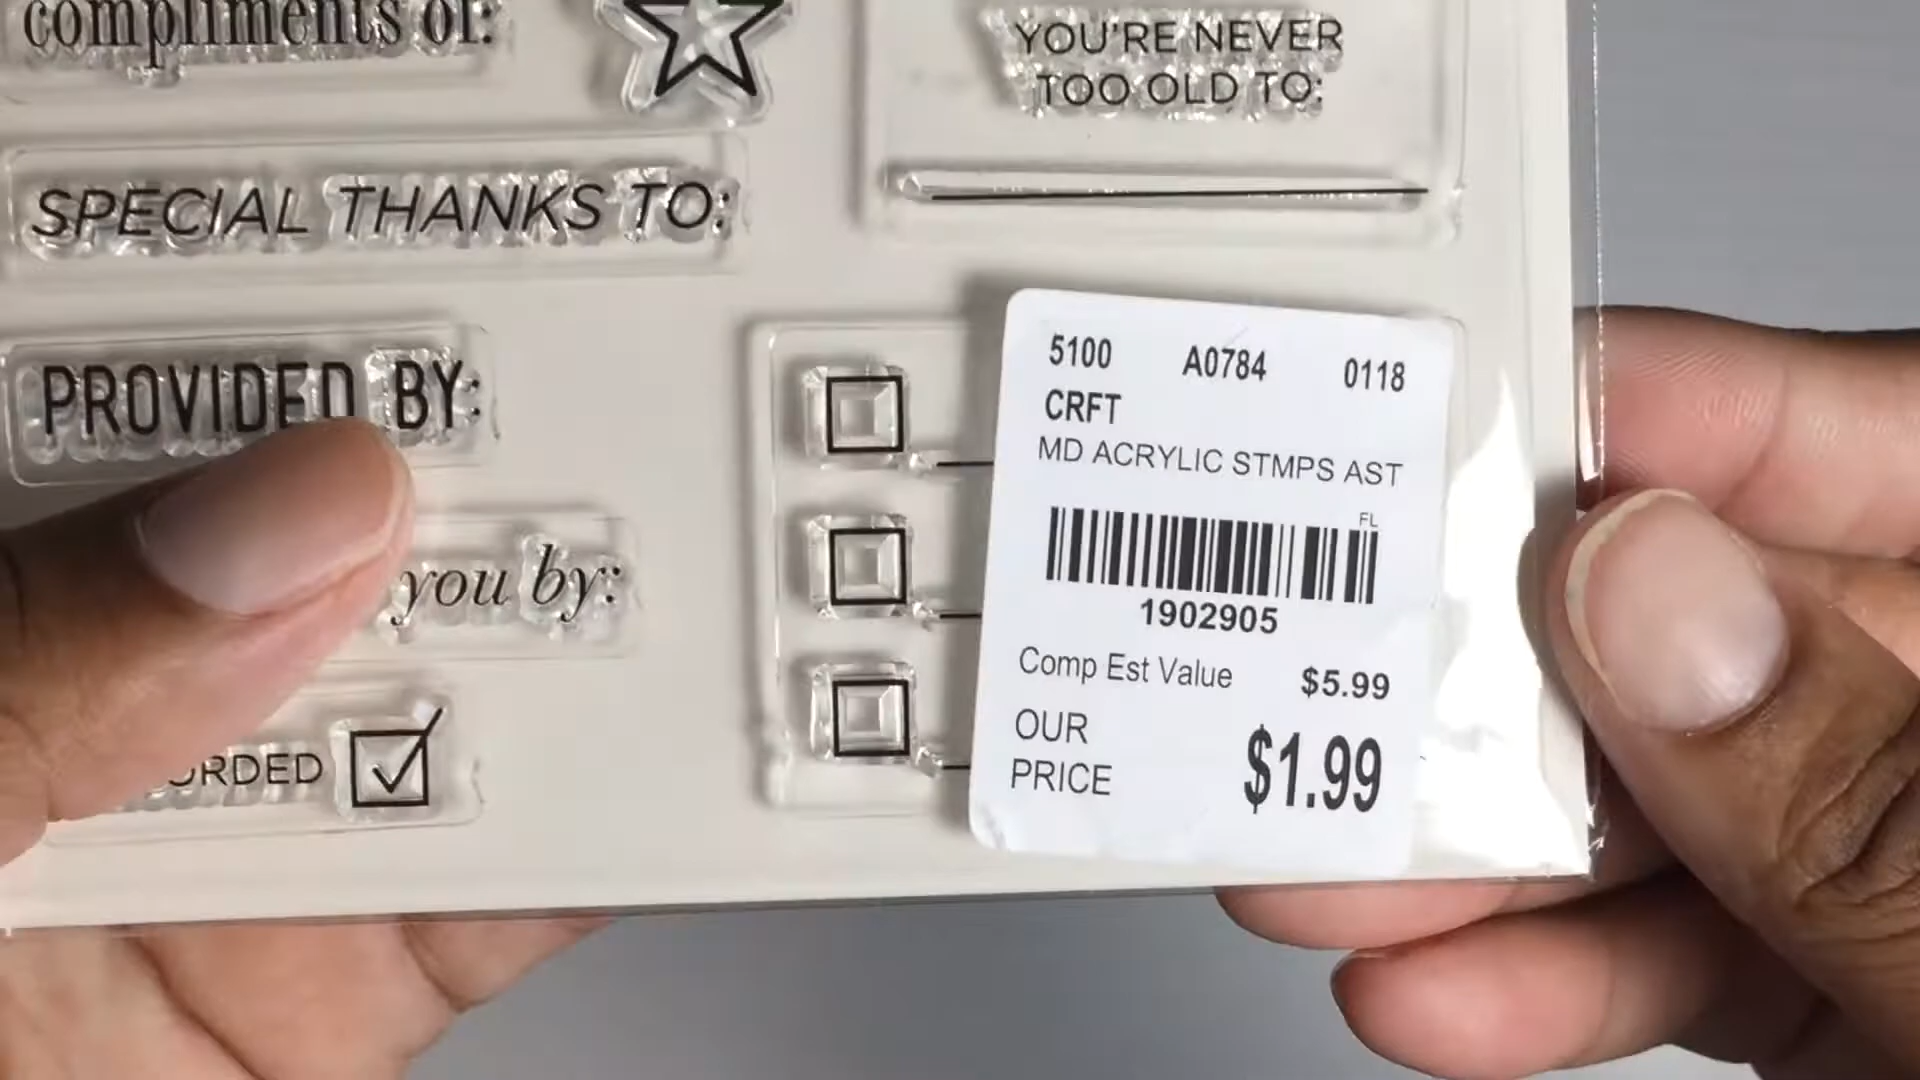 compliments of:
SPECIAL THANKS TO:
PROVIDED BY:
you by:
YOU'RE NEVER
TOO OLD TO:
5100 A0784 0118
CRFT
MD ACRYLIC STMPS AST
FL
1902905
Comp Est Value $5.99
OUR
PRICE $1.99